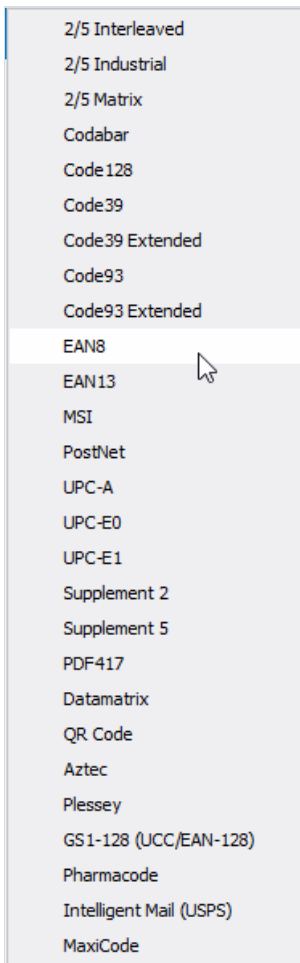 2/5 Interleaved
2/5 Industrial
2/5 Matrix
Codabar
Code128
Code39
Code39 Extended
Code93
Code93 Extended
EAN8
EAN13
MSI
PostNet
UPC-A
UPC-E0
UPC-E1
Supplement 2
Supplement 5
PDF417
Datamatrix
QR Code
Aztec
Plessey
GS1-128 (UCC/EAN-128)
Pharmacode
Intelligent Mail (USPS)
MaxiCode